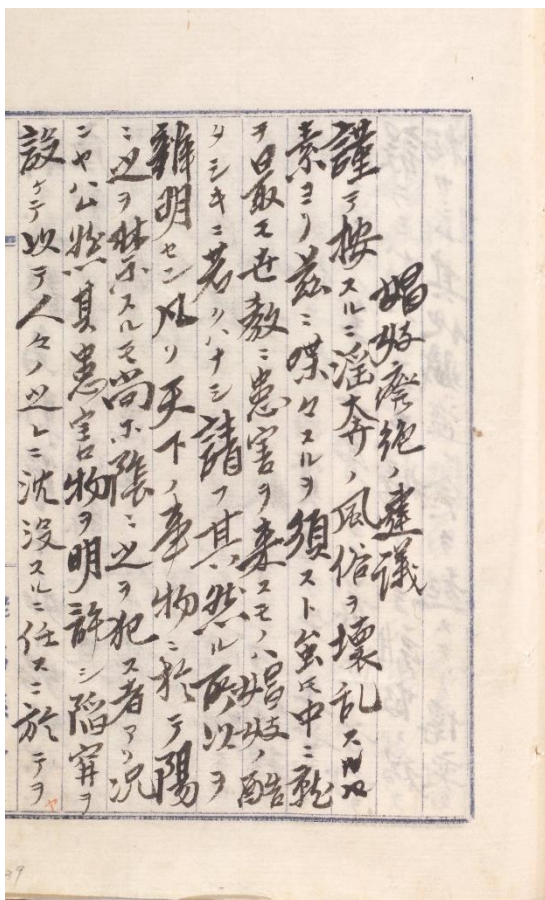 娼妓廃絶ノ建議
謹テ按スルニ淫奔ノ風俗ヲ壊乱スルハ
素ヨリ茲ニ喋々スルヲ須スト雖𪜈中ニ就
テ最モ世教ニ患害ヲ来スモノハ娼妓ノ酷
タシキニ若クハナシ請フ其然ル所以ヲ
辨明セン凡ソ天下ノ事物ニ於テ陽
ニ之ヲ禁スルモ尚ホ陰ニ之ヲ犯ス者アリ况
ンヤ公然其患害物ヲ明許シ陥穽ヲ
設ケテ以テ人々ノ之レニ沈没スルニ任スニ於テヲ
ヤ